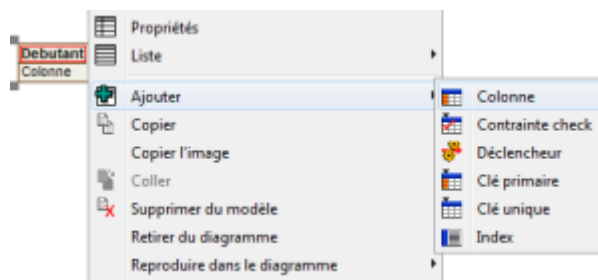 Propriétés
Debutant
Liste
Colonne
Ajouter
Colonne
Copier
Contrainte check
Copier l'image
Déclencheur
Coller
Clé primaire
Supprimer du modèle
Clé unique
Retirer du diagramme
Index
Reproduire dans le diagramme